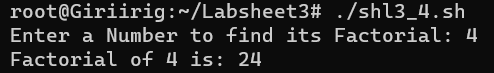 root@Giriirig:~/Labsheet3# ./shl3_4.sh
Enter a Number to find its Factorial: 4
Factorial of 4 is: 24